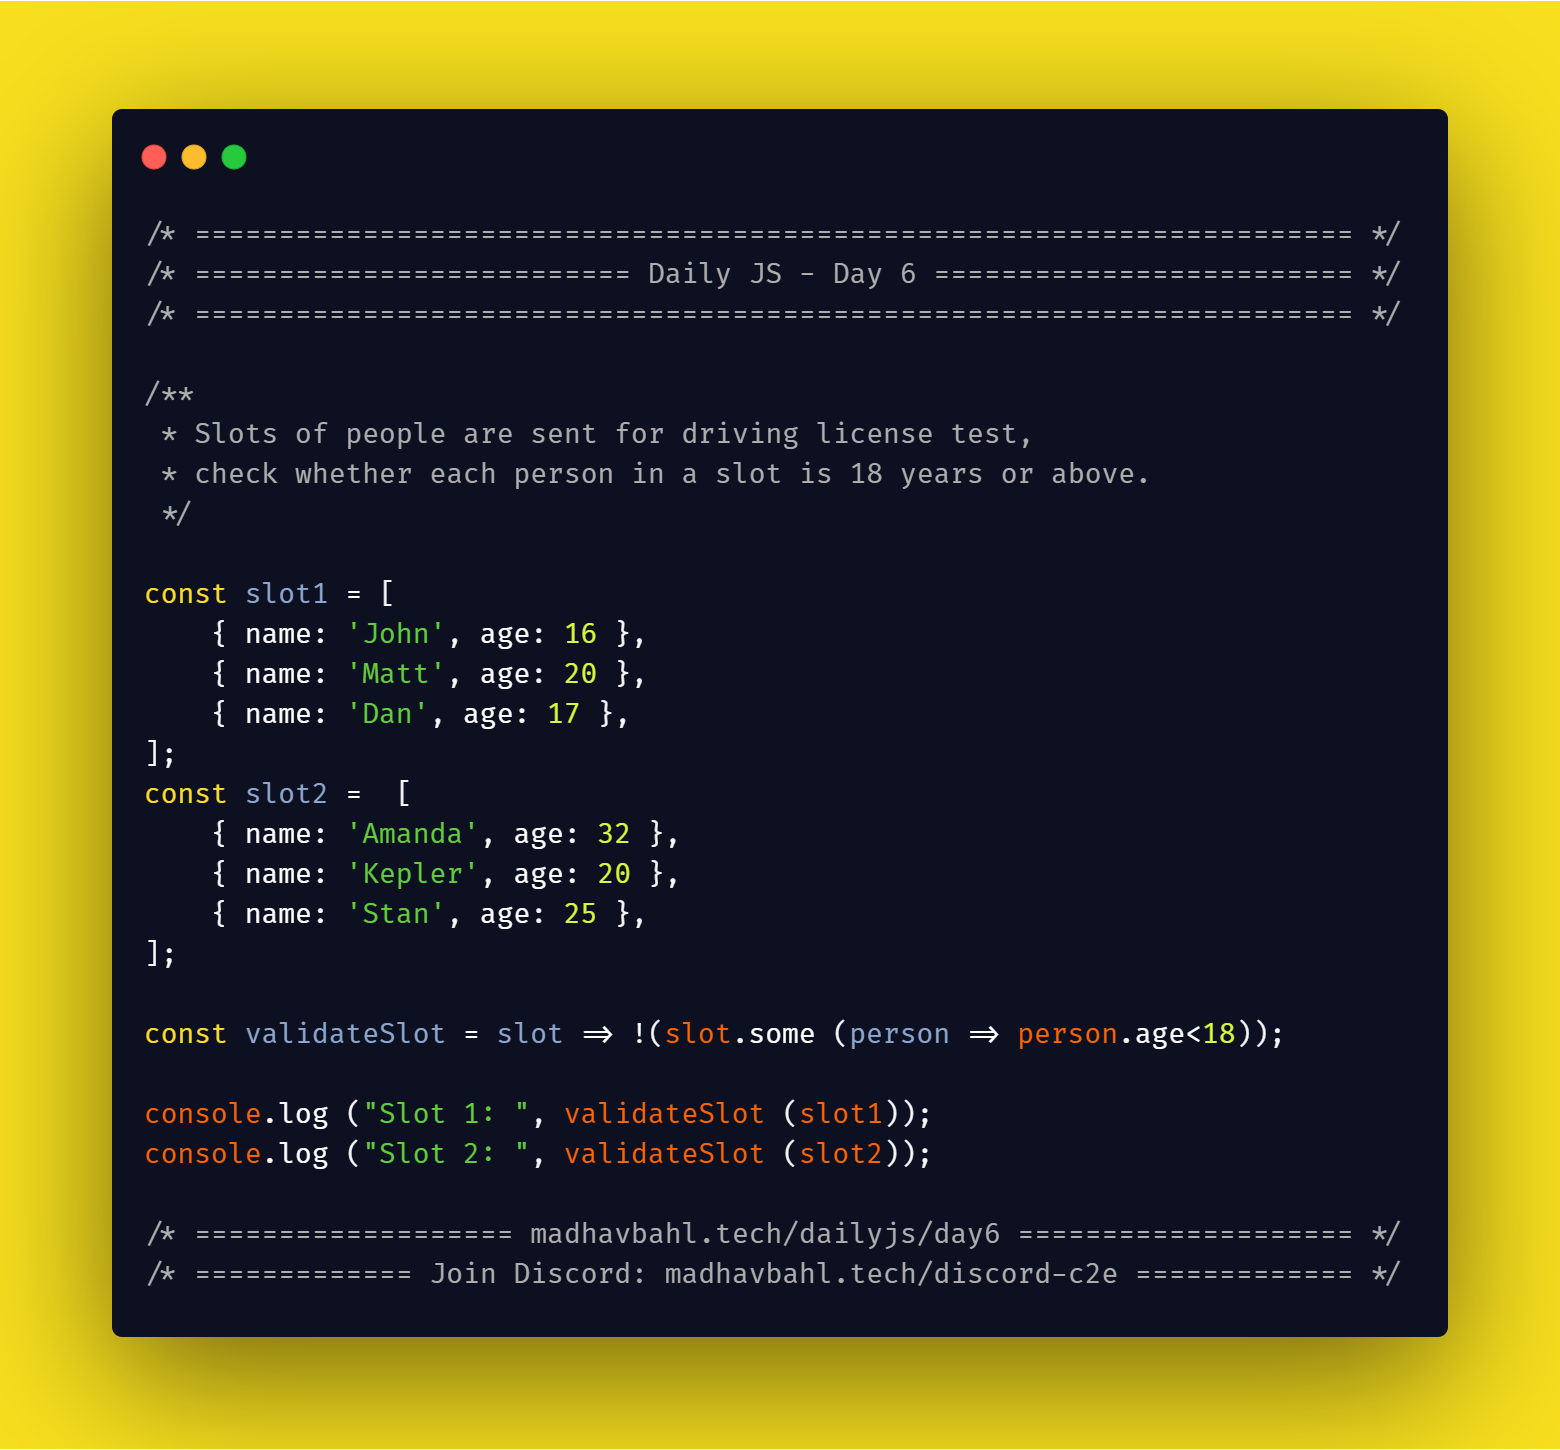 /* ===================================================================== */
/* ========================== Daily JS - Day 6 ========================= */
/* ===================================================================== */
/**
 * Slots of people are sent for driving license test,
 * check whether each person in a slot is 18 years or above.
 */
const slot1 = [
    { name: 'John', age: 16 },
    { name: 'Matt', age: 20 },
    { name: 'Dan', age: 17 },
];
const slot2 =  [
    { name: 'Amanda', age: 32 },
    { name: 'Kepler', age: 20 },
    { name: 'Stan', age: 25 },
];
const validateSlot = slot => !(slot.some (person => person.age<18));
console.log ("Slot 1: ", validateSlot (slot1));
console.log ("Slot 2: ", validateSlot (slot2));
/* =================== madhavbahl.tech/dailyjs/day6 ==================== */
/* ============= Join Discord: madhavbahl.tech/discord-c2e ============= */